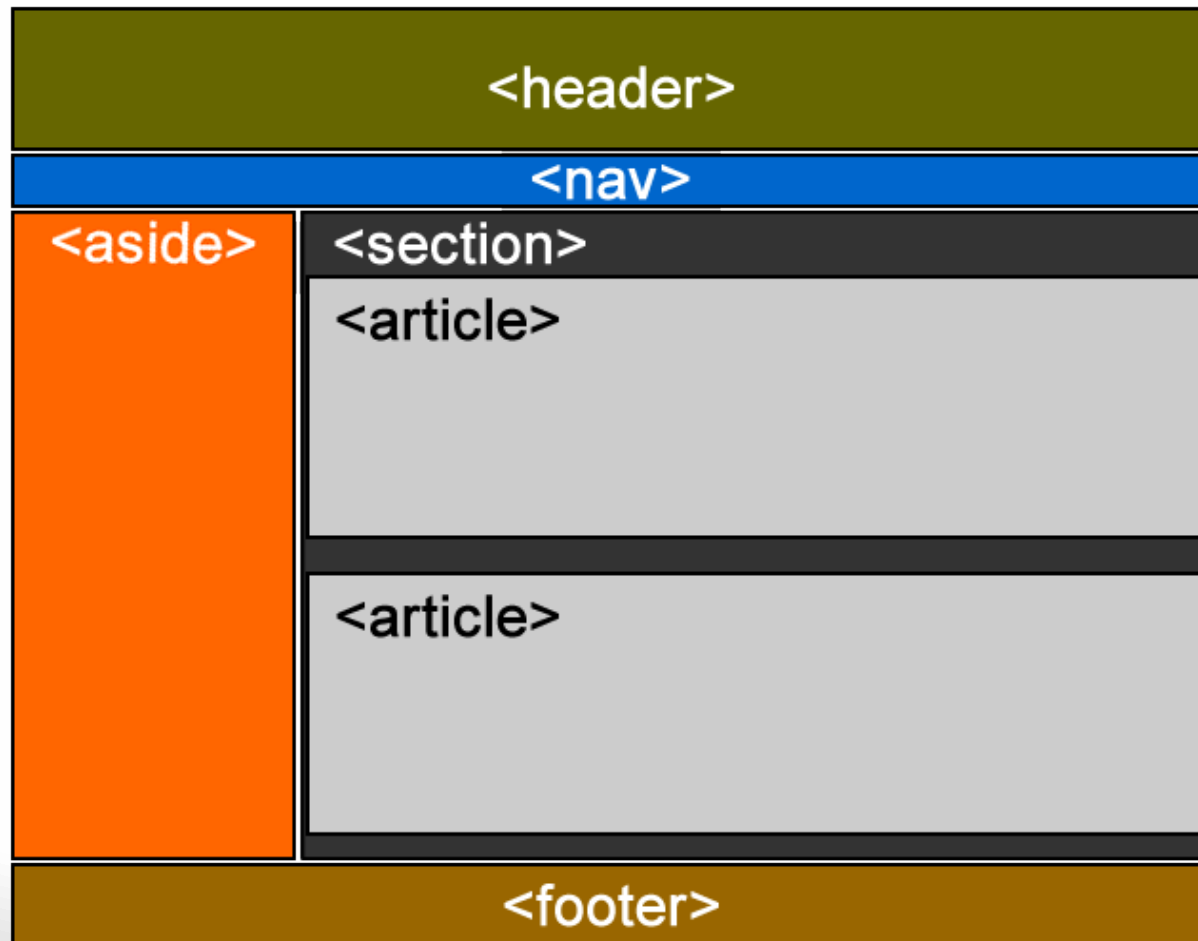 <header>
<nav>
<aside>
<section>
<article>
<article>
<footer>